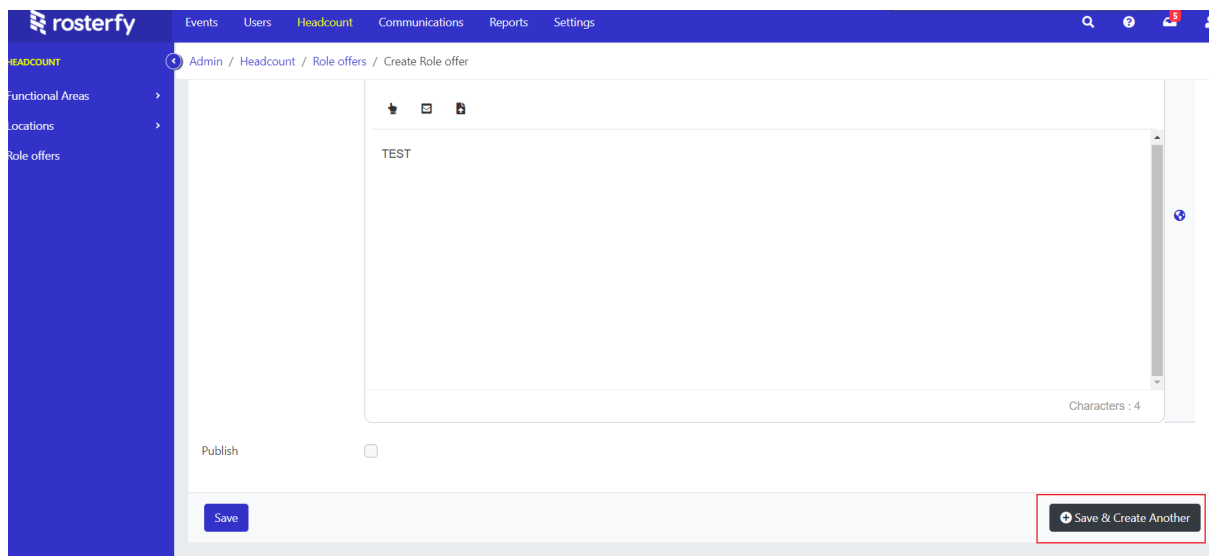 rosterfy Events Users Headcount Communications Reports Settings 5
HEADCOUNT Admin / Headcount / Role offers / Create Role offer
Functional Areas
Locations
Role offers
TEST
Characters : 4
Publish
Save Save & Create Another